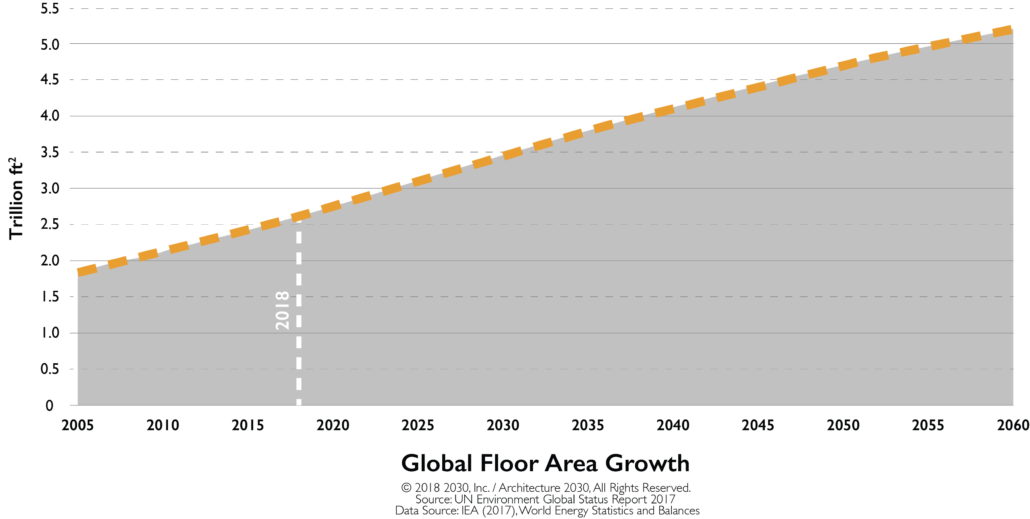 5.5
5.0
4.5
4.0
3.5
3.0
2.5
2.0
1.5
1.0
0.5
0
Trillion ft²
2018
2005 2010 2015 2020 2025 2030 2035 2040 2045 2050 2055 2060
Global Floor Area Growth
© 2018 2030, Inc. / Architecture 2030, All Rights Reserved.
Source: UN Environment Global Status Report 2017
Data Source: IEA (2017), World Energy Statistics and Balances